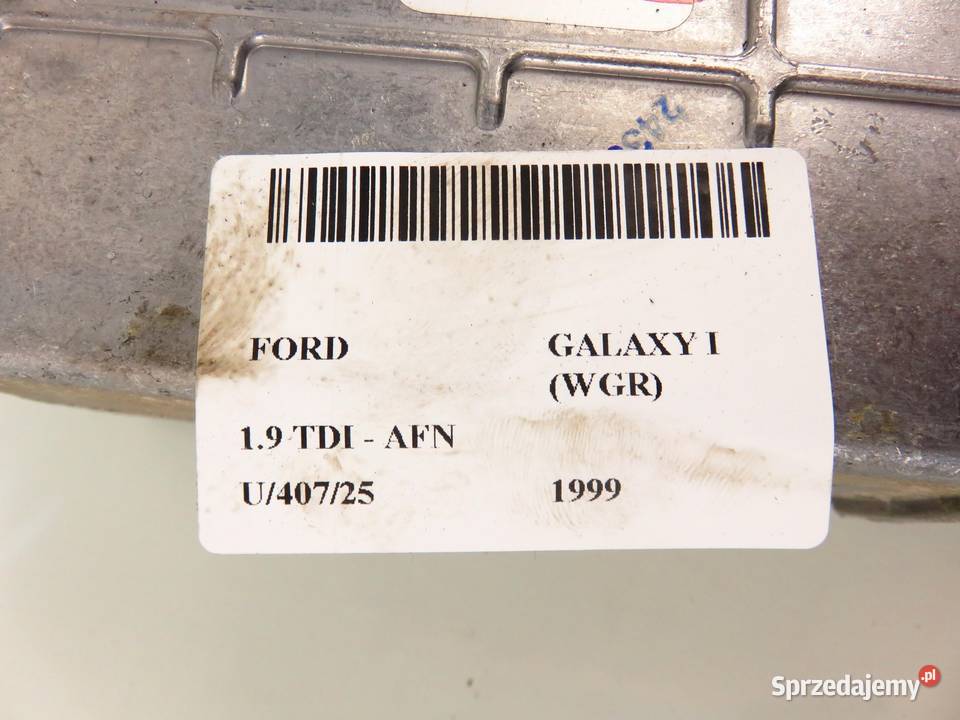 FORD GALAXY I
(WGR)
1.9 TDI - AFN
U/407/25 1999
Sprzedajemy.pl